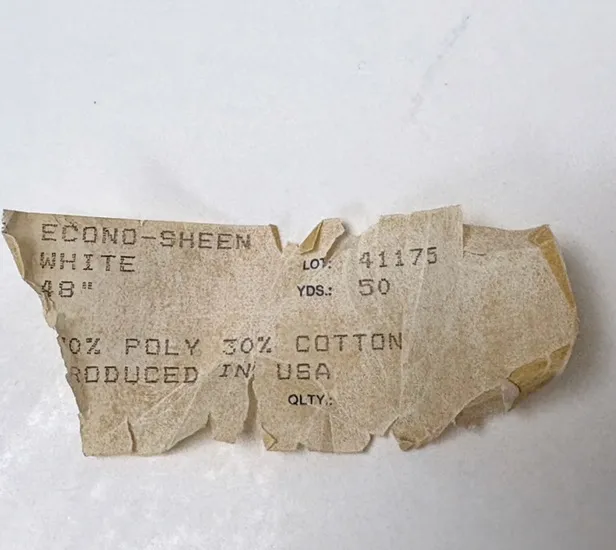 ECONO-SHEEN
WHITE LOT: 41175
48" YDS.: 50
0% POLY 30% COTTON
RODUCED IN USA
QLTY.: